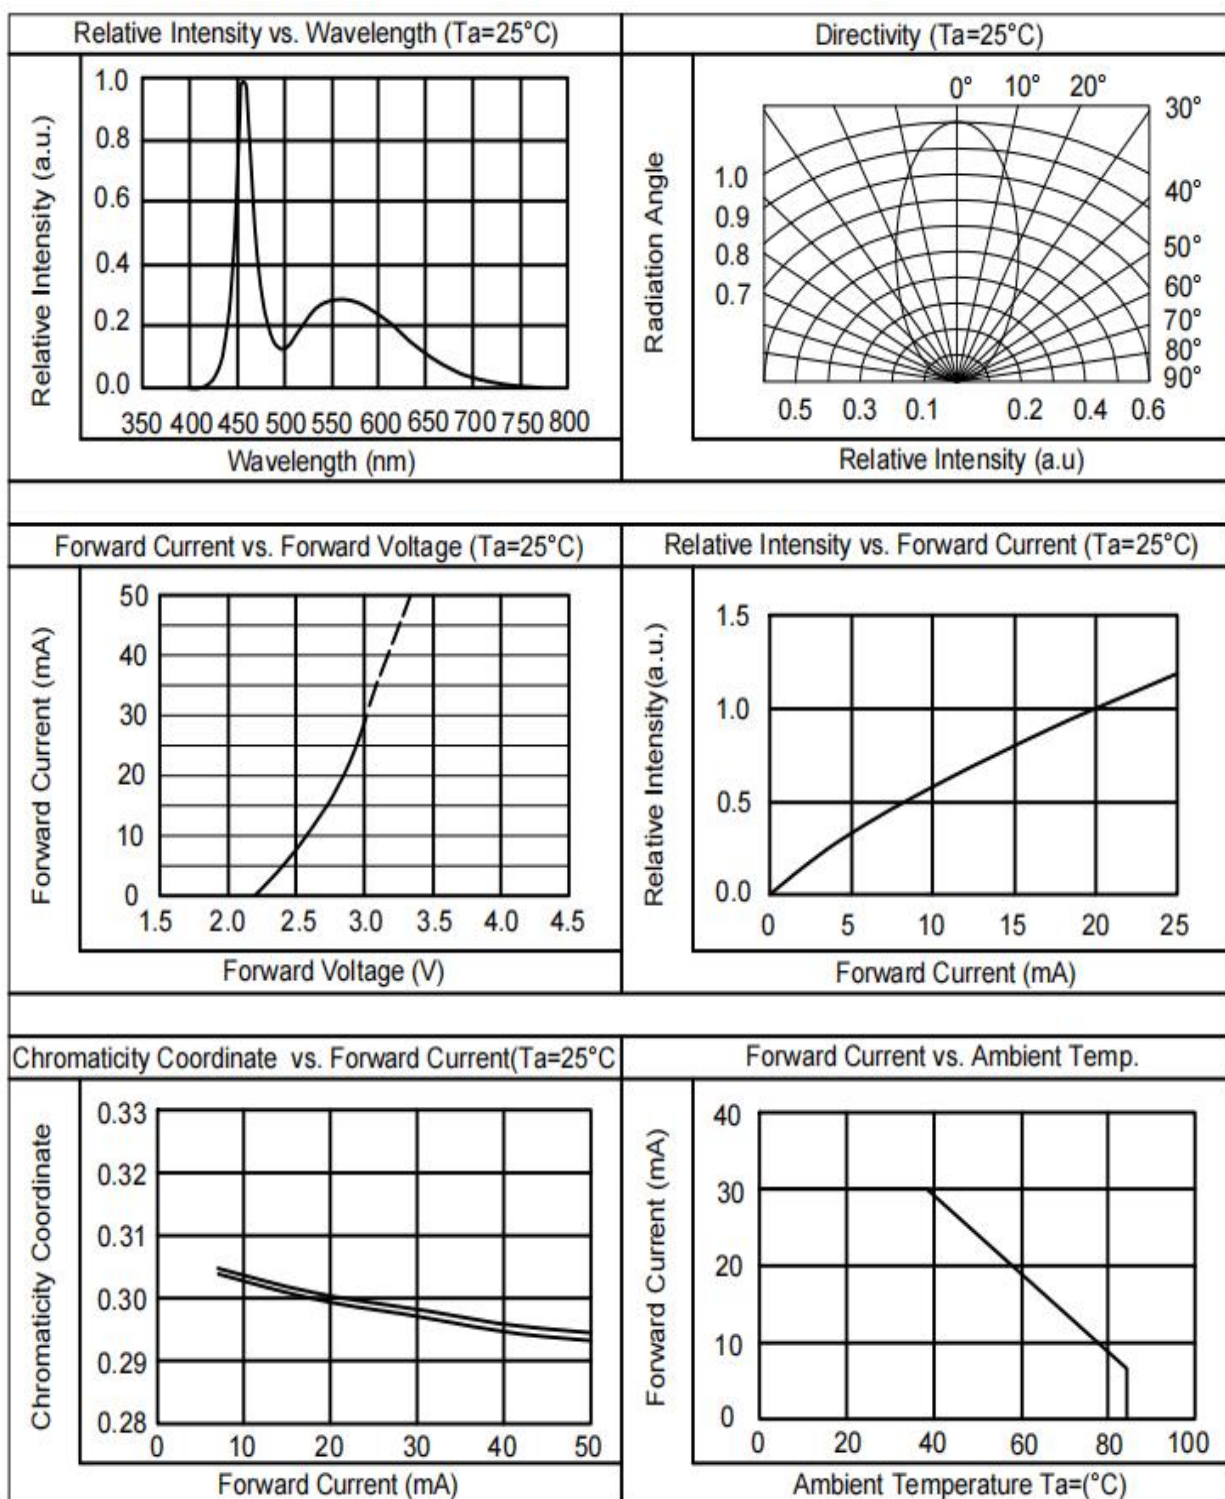 Relative Intensity vs. Wavelength (Ta=25°C)
Relative Intensity (a.u.)
1.0
0.8
0.6
0.4
0.2
0.0
350 400 450 500 550 600 650 700 750 800
Wavelength (nm)
Directivity (Ta=25°C)
Radiation Angle
0° 10° 20°
30°
40°
50°
60°
70°
80°
90°
1.0
0.9
0.8
0.7
0.5 0.3 0.1 0.2 0.4 0.6
Relative Intensity (a.u)
Forward Current vs. Forward Voltage (Ta=25°C)
Forward Current (mA)
50
40
30
20
10
0
1.5 2.0 2.5 3.0 3.5 4.0 4.5
Forward Voltage (V)
Relative Intensity vs. Forward Current (Ta=25°C)
Relative Intensity(a.u.)
1.5
1.0
0.5
0.0
0 5 10 15 20 25
Forward Current (mA)
Chromaticity Coordinate vs. Forward Current(Ta=25°C
Chromaticity Coordinate
0.33
0.32
0.31
0.30
0.29
0.28
0 10 20 30 40 50
Forward Current (mA)
Forward Current vs. Ambient Temp.
Forward Current (mA)
40
30
20
10
0
0 20 40 60 80 100
Ambient Temperature Ta=(°C)